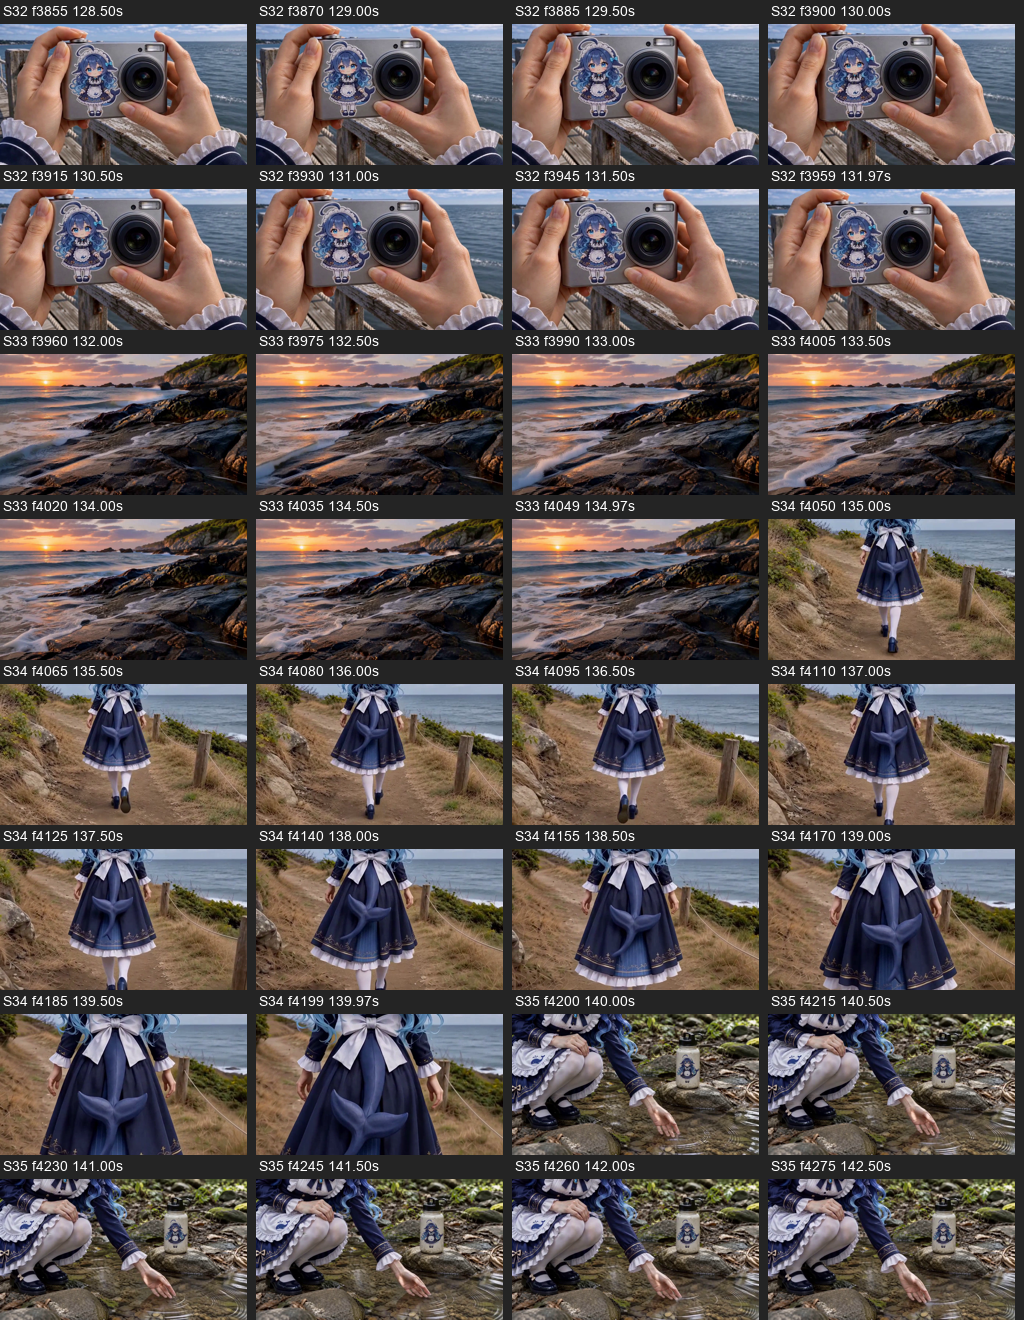 S32 f3855 128.50s
S32 f3870 129.00s
S32 f3885 129.50s
S32 f3900 130.00s
S32 f3915 130.50s
S32 f3930 131.00s
S32 f3945 131.50s
S32 f3959 131.97s
S33 f3960 132.00s
S33 f3975 132.50s
S33 f3990 133.00s
S33 f4005 133.50s
S33 f4020 134.00s
S33 f4035 134.50s
S33 f4049 134.97s
S34 f4050 135.00s
S34 f4065 135.50s
S34 f4080 136.00s
S34 f4095 136.50s
S34 f4110 137.00s
S34 f4125 137.50s
S34 f4140 138.00s
S34 f4155 138.50s
S34 f4170 139.00s
S34 f4185 139.50s
S34 f4199 139.97s
S35 f4200 140.00s
S35 f4215 140.50s
S35 f4230 141.00s
S35 f4245 141.50s
S35 f4260 142.00s
S35 f4275 142.50s